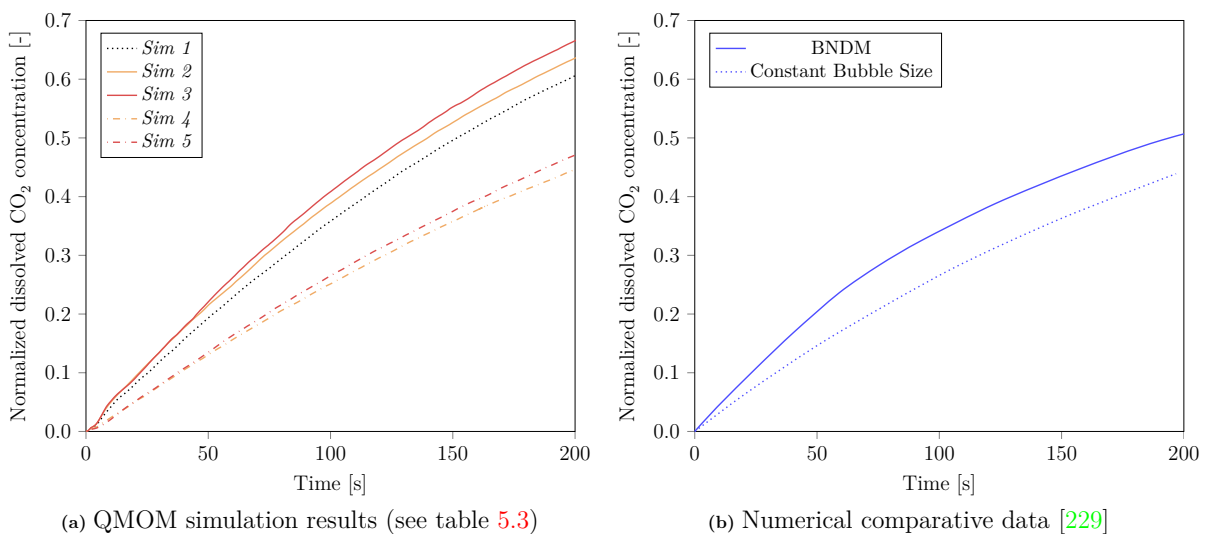 Normalized dissolved CO₂ concentration [-]
0.7
0.6
0.5
0.4
0.3
0.2
0.1
0.0
Sim 1
Sim 2
Sim 3
Sim 4
Sim 5
0 50 100 150 200
Time [s]
(a) QMOM simulation results (see table 5.3)
Normalized dissolved CO₂ concentration [-]
0.7
0.6
0.5
0.4
0.3
0.2
0.1
0.0
BNDM
Constant Bubble Size
0 50 100 150 200
Time [s]
(b) Numerical comparative data [229]